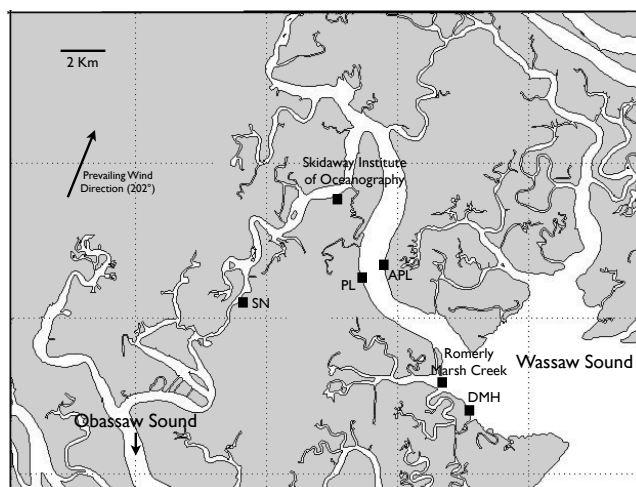 2 Km
Prevailing Wind
Direction (202°)
Skidaway Institute
of Oceanography
APL
PL
SN
Romerly
Marsh Creek
Wassaw Sound
DMH
Obassaw Sound